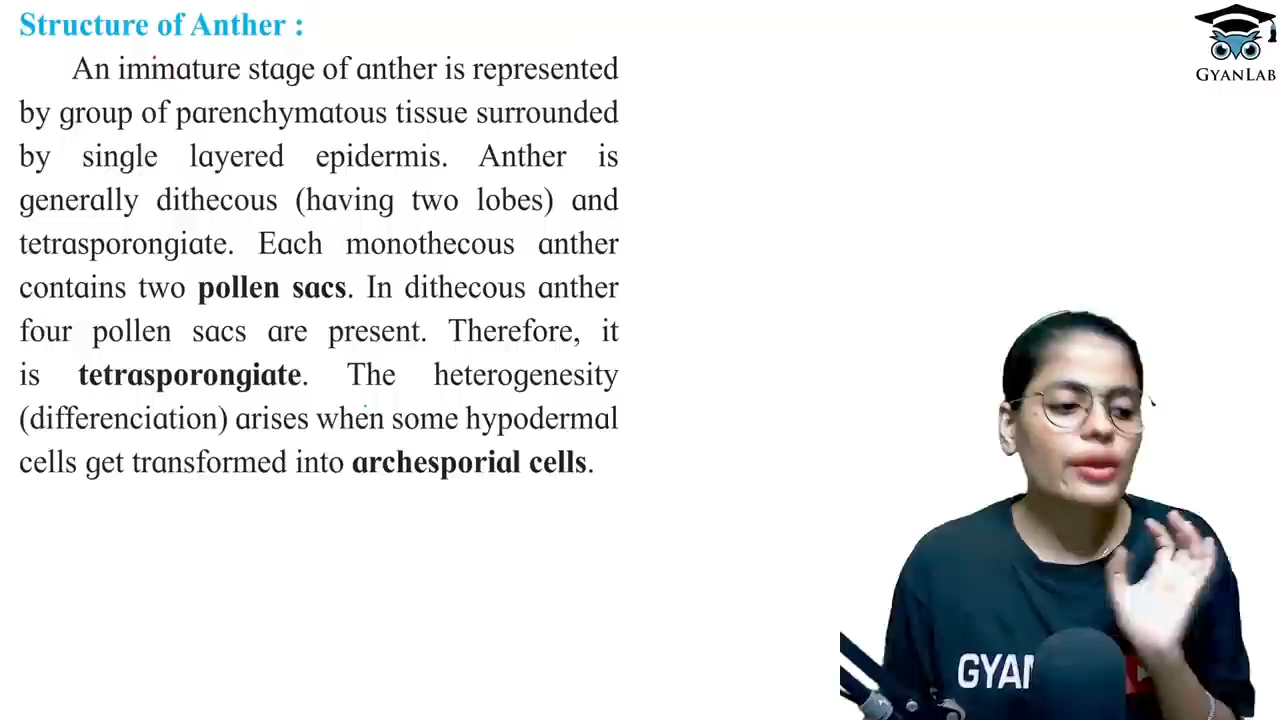 Structure of Anther :
An immature stage of anther is represented
by group of parenchymatous tissue surrounded
by single layered epidermis. Anther is
generally dithecous (having two lobes) and
tetrasporongiate. Each monothecous anther
contains two pollen sacs. In dithecous anther
four pollen sacs are present. Therefore, it
is tetrasporongiate. The heterogenesity
(differenciation) arises when some hypodermal
cells get transformed into archesporial cells.
GYANLAB
GYAN